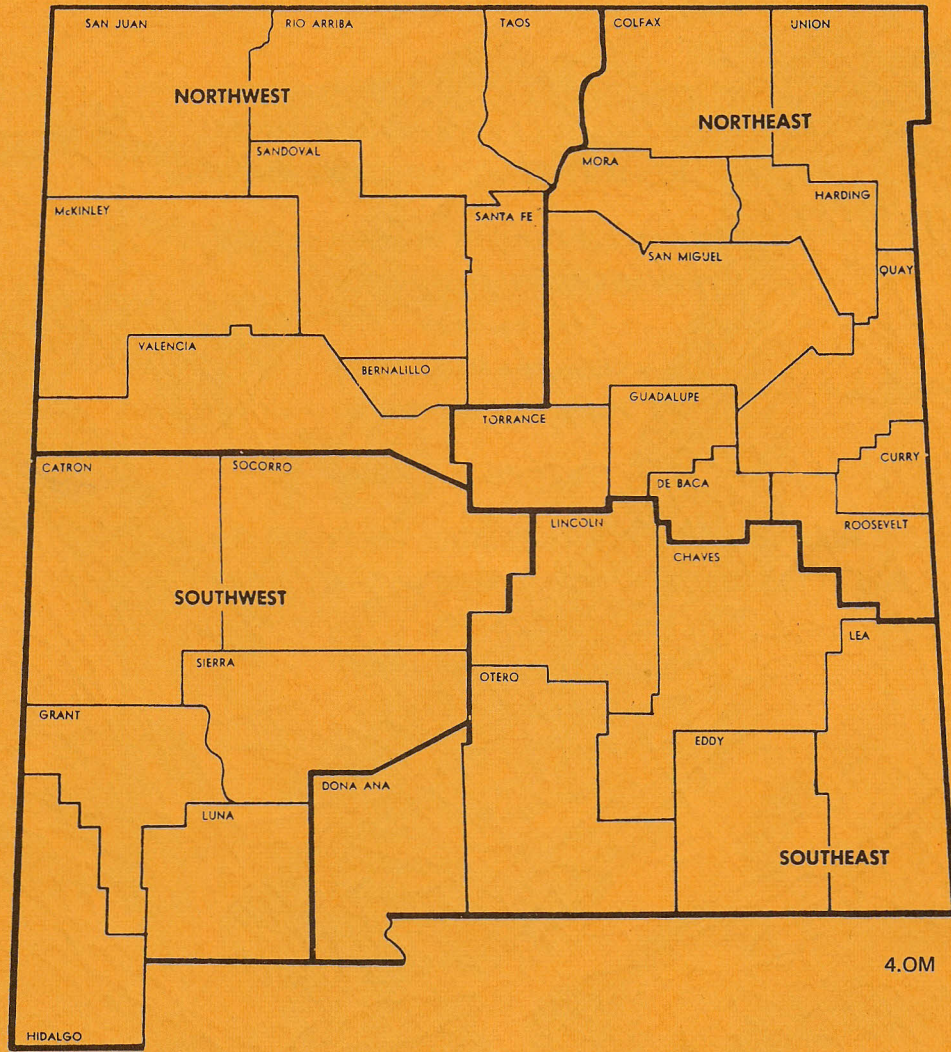 SAN JUAN
RIO ARRIBA
TAOS
COLFAX
UNION
NORTHWEST
NORTHEAST
SANDOVAL
MORA
HARDING
McKINLEY
SANTA FE
SAN MIGUEL
QUAY
VALENCIA
BERNALILLO
GUADALUPE
TORRANCE
CURRY
CATRON
SOCORRO
DE BACA
LINCOLN
ROOSEVELT
CHAVES
SOUTHWEST
LEA
SIERRA
OTERO
GRANT
EDDY
DONA ANA
LUNA
SOUTHEAST
4.0M
HIDALGO